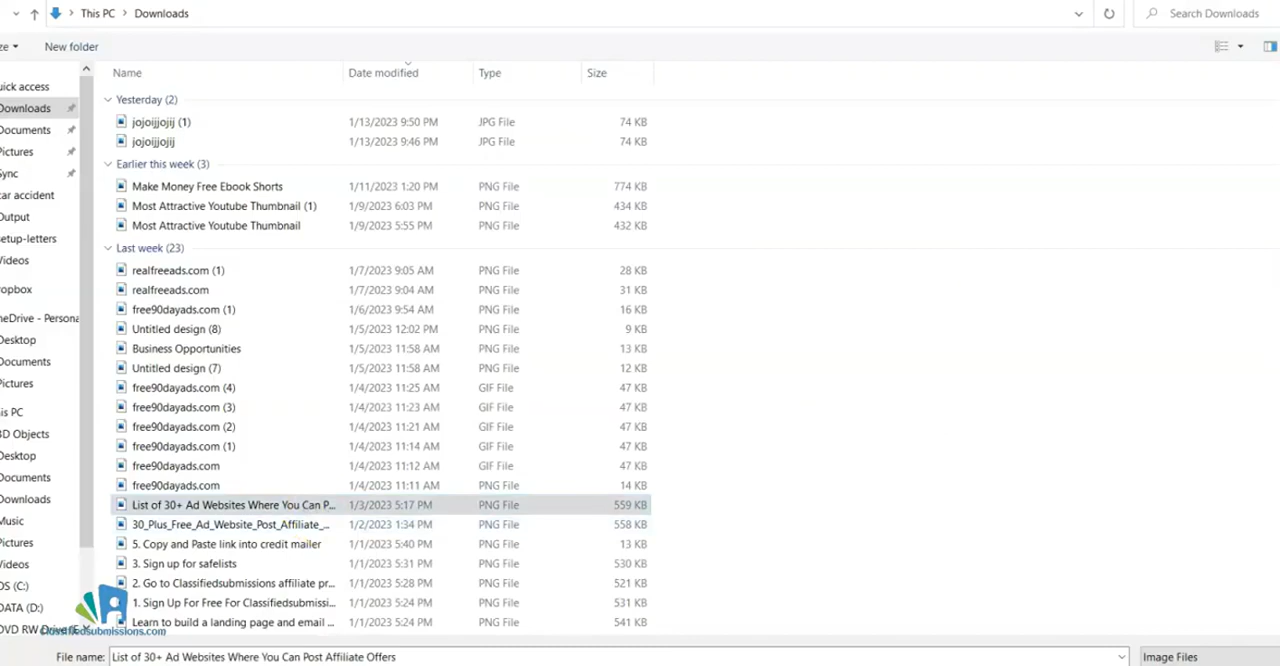 This PC > Downloads
Search Downloads
ze
New folder
Name Date modified Type Size
uick access
Downloads
Documents
Pictures
Sync
car accident
Output
setup-letters
Videos
ropbox
neDrive - Persona
Desktop
Documents
Pictures
is PC
3D Objects
Desktop
Documents
Downloads
Music
Pictures
Videos
OS (C:)
DATA (D:)
DVD RW Drive (E
Yesterday (2)
jojoijjojij (1) 1/13/2023 9:50 PM JPG File 74 KB
jojoijjojij 1/13/2023 9:46 PM JPG File 74 KB
Earlier this week (3)
Make Money Free Ebook Shorts 1/11/2023 1:20 PM PNG File 774 KB
Most Attractive Youtube Thumbnail (1) 1/9/2023 6:03 PM PNG File 434 KB
Most Attractive Youtube Thumbnail 1/9/2023 5:55 PM PNG File 432 KB
Last week (23)
realfreeads.com (1) 1/7/2023 9:05 AM PNG File 28 KB
realfreeads.com 1/7/2023 9:04 AM PNG File 31 KB
free90dayads.com (1) 1/6/2023 9:54 AM PNG File 16 KB
Untitled design (8) 1/5/2023 12:02 PM PNG File 9 KB
Business Opportunities 1/5/2023 11:58 AM PNG File 13 KB
Untitled design (7) 1/5/2023 11:58 AM PNG File 12 KB
free90dayads.com (4) 1/4/2023 11:25 AM GIF File 47 KB
free90dayads.com (3) 1/4/2023 11:23 AM GIF File 47 KB
free90dayads.com (2) 1/4/2023 11:21 AM GIF File 47 KB
free90dayads.com (1) 1/4/2023 11:14 AM GIF File 47 KB
free90dayads.com 1/4/2023 11:12 AM GIF File 47 KB
free90dayads.com 1/4/2023 11:11 AM PNG File 14 KB
List of 30+ Ad Websites Where You Can P... 1/3/2023 5:17 PM PNG File 559 KB
30_Plus_Free_Ad_Website_Post_Affiliate_... 1/2/2023 1:34 PM PNG File 558 KB
5. Copy and Paste link into credit mailer 1/1/2023 5:40 PM PNG File 13 KB
3. Sign up for safelists 1/1/2023 5:31 PM PNG File 530 KB
2. Go to Classifiedsubmissions affiliate pr... 1/1/2023 5:28 PM PNG File 521 KB
1. Sign Up For Free For Classifiedsubmissi... 1/1/2023 5:24 PM PNG File 531 KB
Learn to build a landing page and email ... 1/1/2023 5:24 PM PNG File 541 KB
Classifiedsubmissions.com
File name: List of 30+ Ad Websites Where You Can Post Affiliate Offers
Image Files